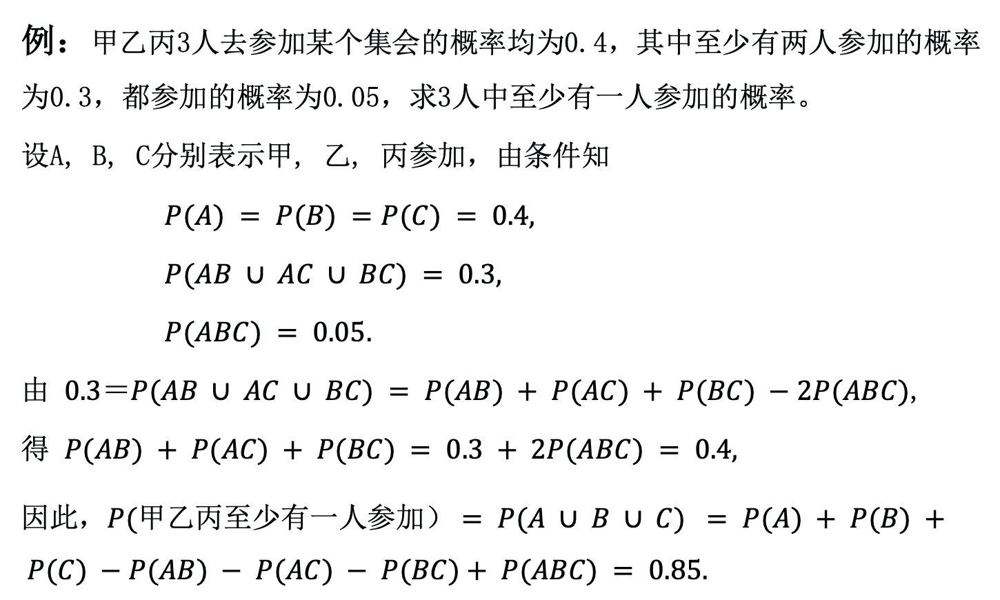 例：甲乙丙3人去参加某个集会的概率均为0.4，其中至少有两人参加的概率
为0.3，都参加的概率为0.05，求3人中至少有一人参加的概率。
设A, B, C分别表示甲, 乙, 丙参加，由条件知
P(A) = P(B) = P(C) = 0.4,
P(AB ∪ AC ∪ BC) = 0.3,
P(ABC) = 0.05.
由 0.3＝P(AB ∪ AC ∪ BC) = P(AB) + P(AC) + P(BC) − 2P(ABC),
得 P(AB) + P(AC) + P(BC) = 0.3 + 2P(ABC) = 0.4,
因此，P(甲乙丙至少有一人参加） = P(A ∪ B ∪ C) = P(A) + P(B) +
P(C) − P(AB) − P(AC) − P(BC) + P(ABC) = 0.85.